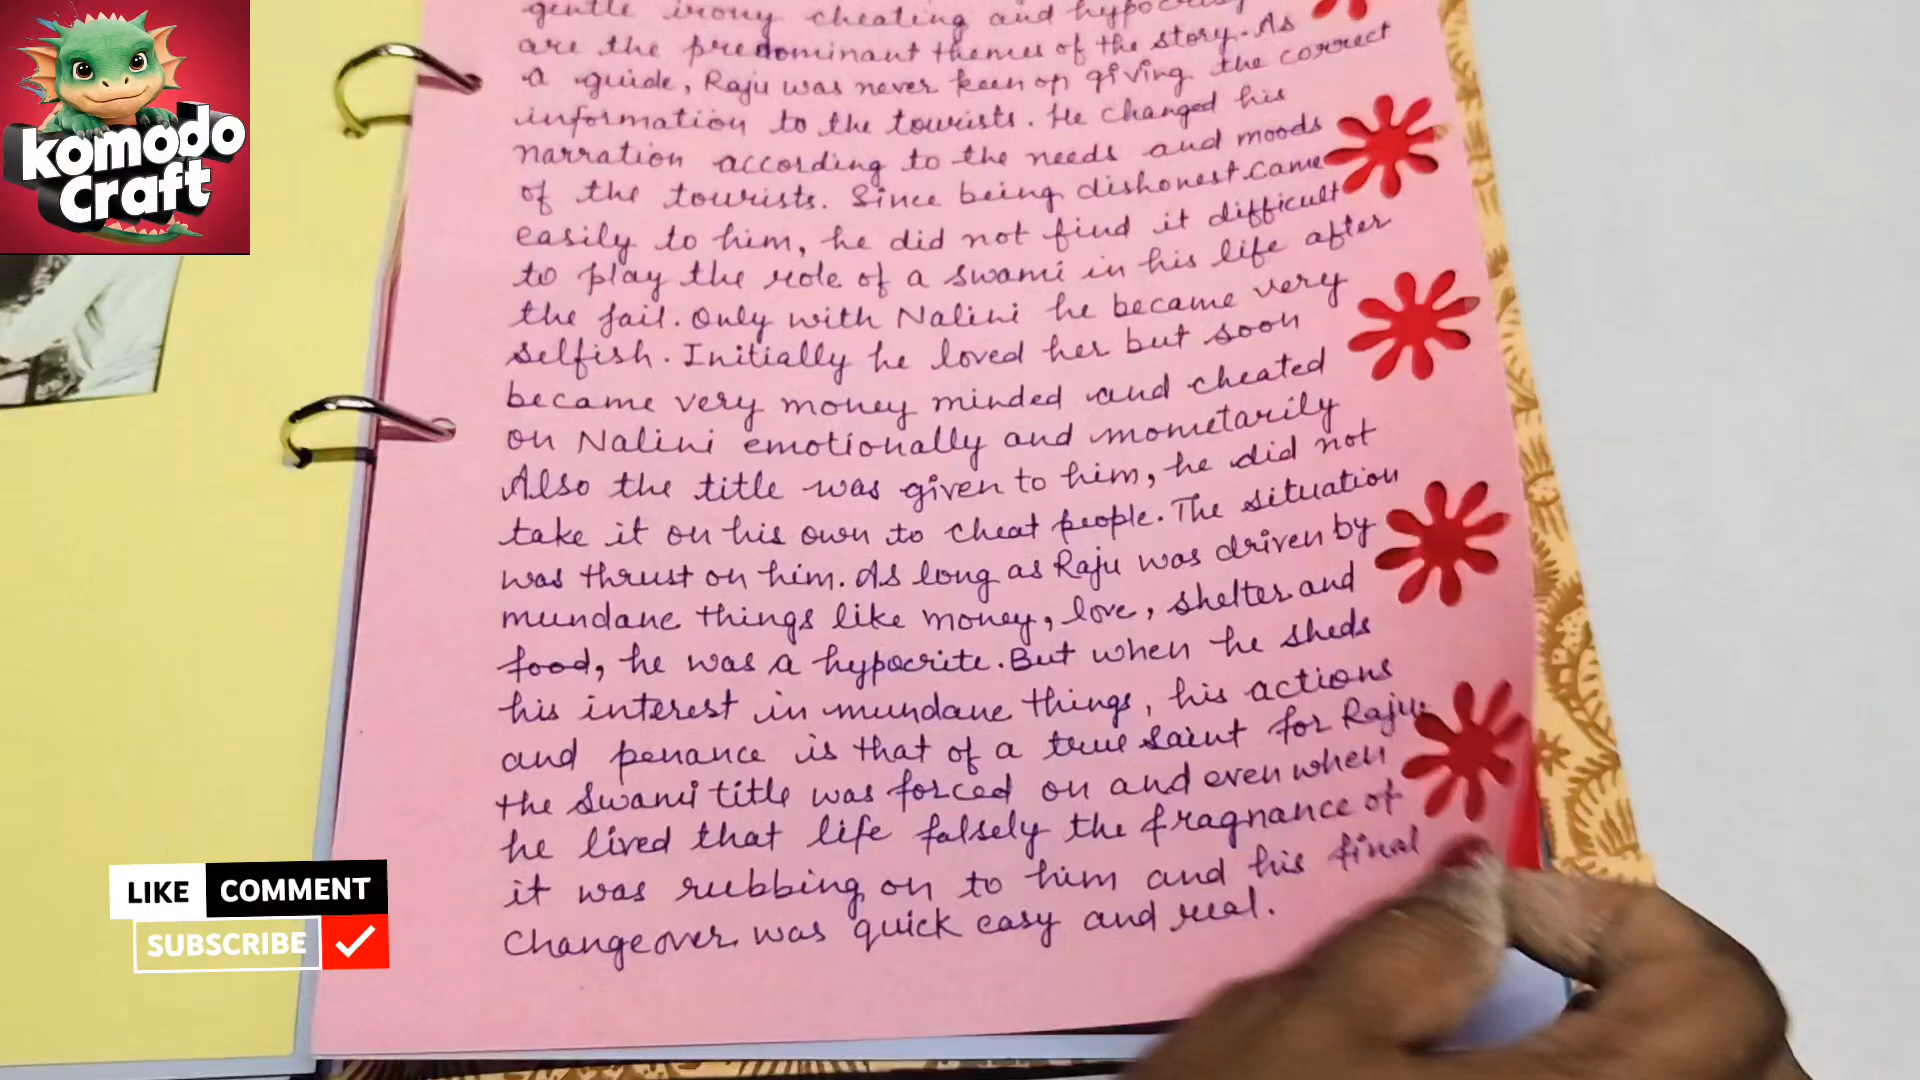 komodo
Craft
gentle irony cheating and hypocrisy
are the predominant themes of the story. As
a guide, Raju was never keen on giving the correct
information to the tourists. He changed his
narration according to the needs and moods
of the tourists. Since being dishonest came
easily to him, he did not find it difficult
to play the role of a swami in his life after
the jail. Only with Nalini he became very
selfish. Initially he loved her but soon
became very money minded and cheated
on Nalini emotionally and monetarily
Also the title was given to him, he did not
take it on his own to cheat people. The situation
was thrust on him. As long as Raju was driven by
mundane things like money, love, shelter and
food, he was a hypocrite. But when he sheds
his interest in mundane things, his actions
and penance is that of a true saint for Raju.
the Swami title was forced on and even when
he lived that life falsely the fragnance of
it was rubbing on to him and his final
changeover was quick easy and real.
LIKE COMMENT
SUBSCRIBE